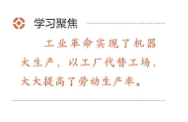 学习聚焦
工业革命实现了机器
大生产，以工厂代替工场，
大大提高了劳动生产率。